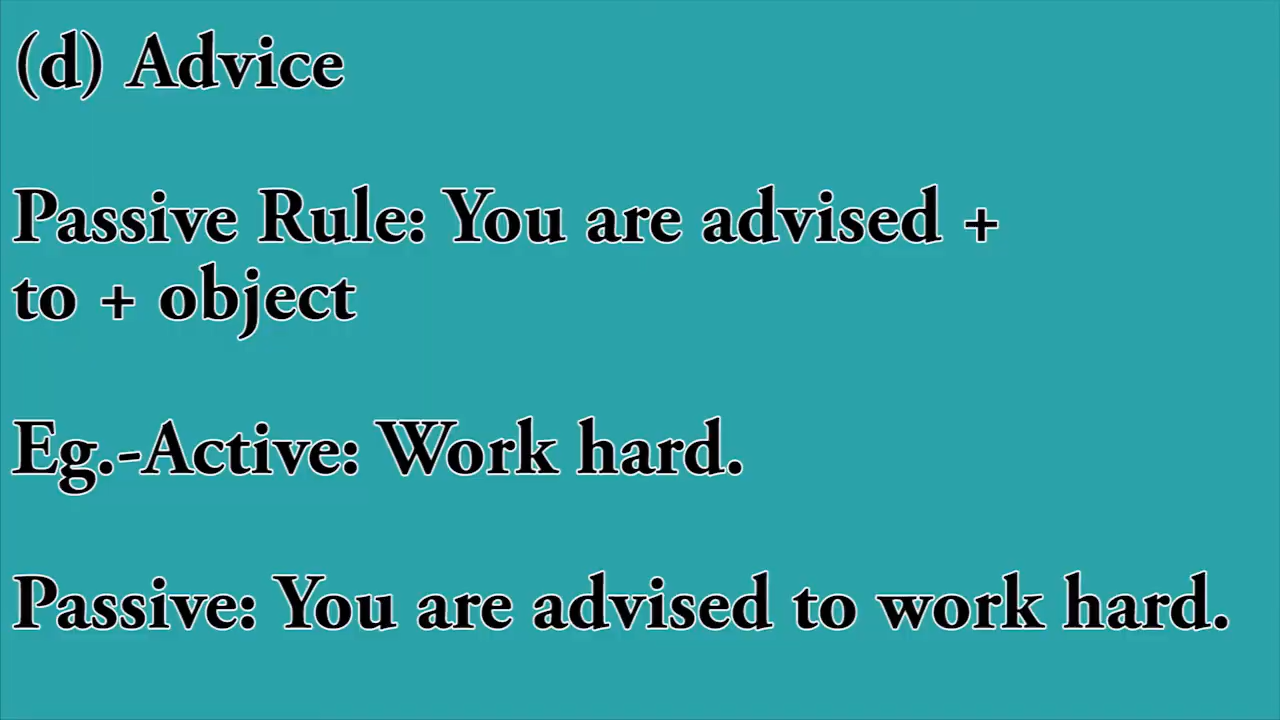 (d) Advice
Passive Rule: You are advised +
to + object
Eg.-Active: Work hard.
Passive: You are advised to work hard.